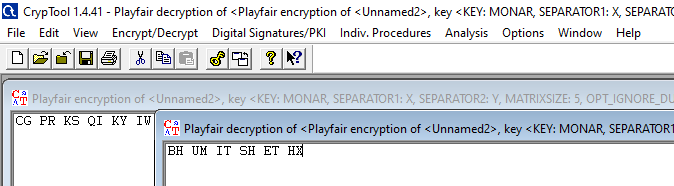 CrypTool 1.4.41 - Playfair decryption of <Playfair encryption of <Unnamed2>, key <KEY: MONAR, SEPARATOR1: X, SEPARATO
File Edit View Encrypt/Decrypt Digital Signatures/PKI Indiv. Procedures Analysis Options Window Help
Playfair encryption of <Unnamed2>, key <KEY: MONAR, SEPARATOR1: X, SEPARATOR2: Y, MATRIXSIZE: 5, OPT_IGNORE_DU
CG PR KS QI KY IW
Playfair decryption of <Playfair encryption of <Unnamed2>, key <KEY: MONAR, SEPARATOR1
BH UM IT SH ET HX